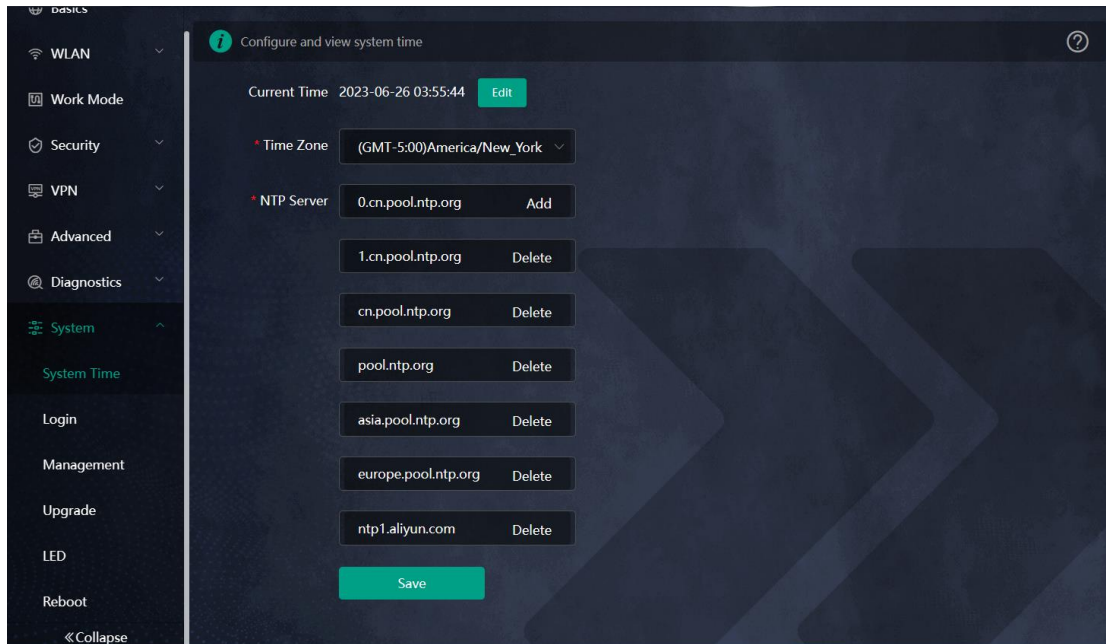 Basics
WLAN
Work Mode
Security
VPN
Advanced
Diagnostics
System
System Time
Login
Management
Upgrade
LED
Reboot
≪Collapse
i Configure and view system time ?
Current Time 2023-06-26 03:55:44 Edit
* Time Zone (GMT-5:00)America/New_York
* NTP Server 0.cn.pool.ntp.org Add
1.cn.pool.ntp.org Delete
cn.pool.ntp.org Delete
pool.ntp.org Delete
asia.pool.ntp.org Delete
europe.pool.ntp.org Delete
ntp1.aliyun.com Delete
Save